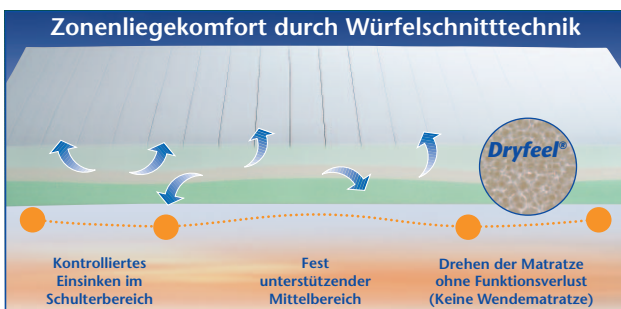 Zonenliegekomfort durch Würfelschnitttechnik
Dryfeel®
Kontrolliertes
Einsinken im
Schulterbereich
Fest
unterstützender
Mittelbereich
Drehen der Matratze
ohne Funktionsverlust
(Keine Wendematratze)